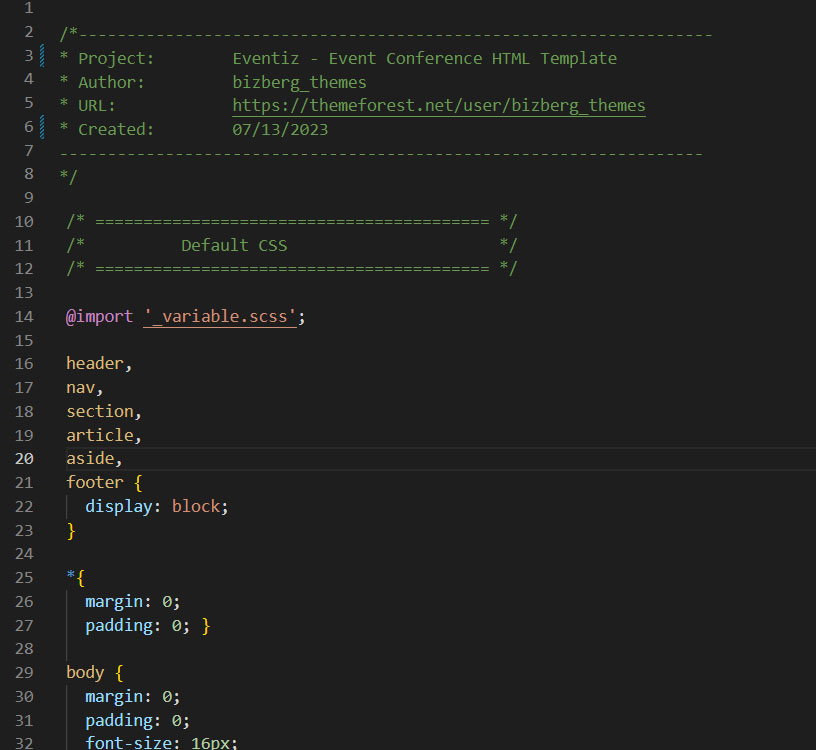 1
2 /*------------------------------------------------------------------
3 * Project:        Eventiz - Event Conference HTML Template
4 * Author:         bizberg_themes
5 * URL:            https://themeforest.net/user/bizberg_themes
6 * Created:        07/13/2023
7 -------------------------------------------------------------------
8 */
9
10 /* ========================================= */
11 /*          Default CSS                      */
12 /* ========================================= */
13
14 @import '_variable.scss';
15
16 header,
17 nav,
18 section,
19 article,
20 aside,
21 footer {
22   display: block;
23 }
24
25 *{
26   margin: 0;
27   padding: 0; }
28
29 body {
30   margin: 0;
31   padding: 0;
32   font-size: 16px;